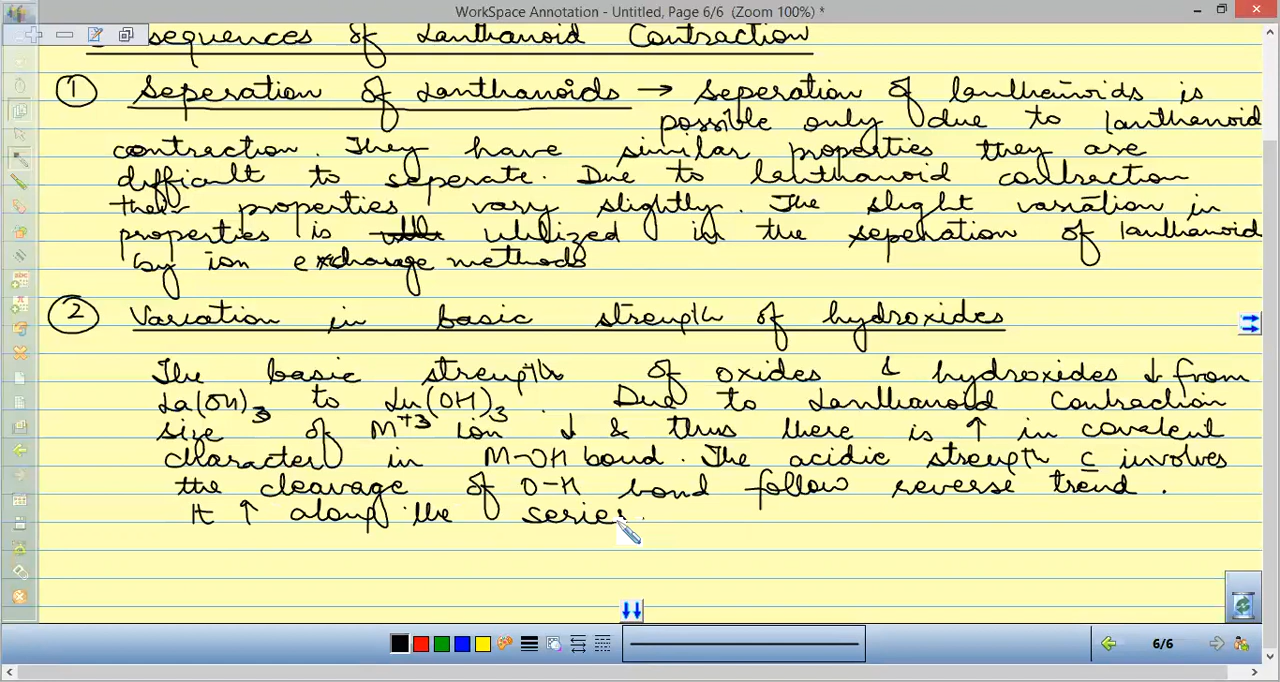 WorkSpace Annotation - Untitled, Page 6/6 (Zoom 100%) *
sequences of Lanthanoid Contraction
① Seperation of Lanthanoids → Seperation of lanthanoids is
possible only due to lanthanoid
contraction. They have similar properties they are
difficult to seperate. Due to lanthanoid contraction
their properties vary slightly. The slight variation in
properties is utilized in the seperation of lanthanoid
by ion exchange methods
② Variation in basic strength of hydroxides
The basic strength of oxides & hydroxides ↓ from
La(OH)3 to Lu(OH)3. Due to Lanthanoid Contraction
size of M+3 ion ↓ & thus there is ↑ in covalent
character in M-OH bond. The acidic strength c involves
the cleavage of O-H bond follow reverse trend.
It ↑ along the series.
6/6